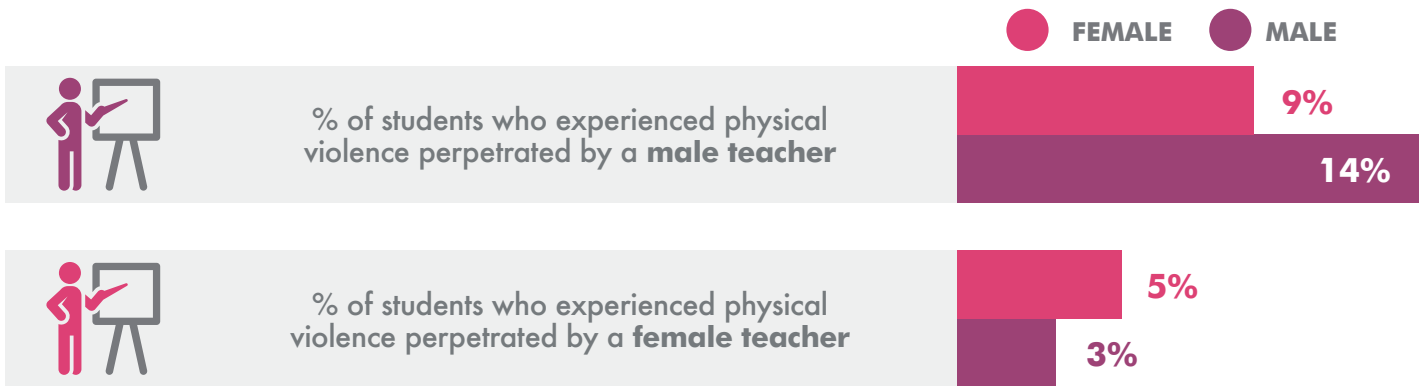 FEMALE MALE
% of students who experienced physical
violence perpetrated by a male teacher
9%
14%
% of students who experienced physical
violence perpetrated by a female teacher
5%
3%